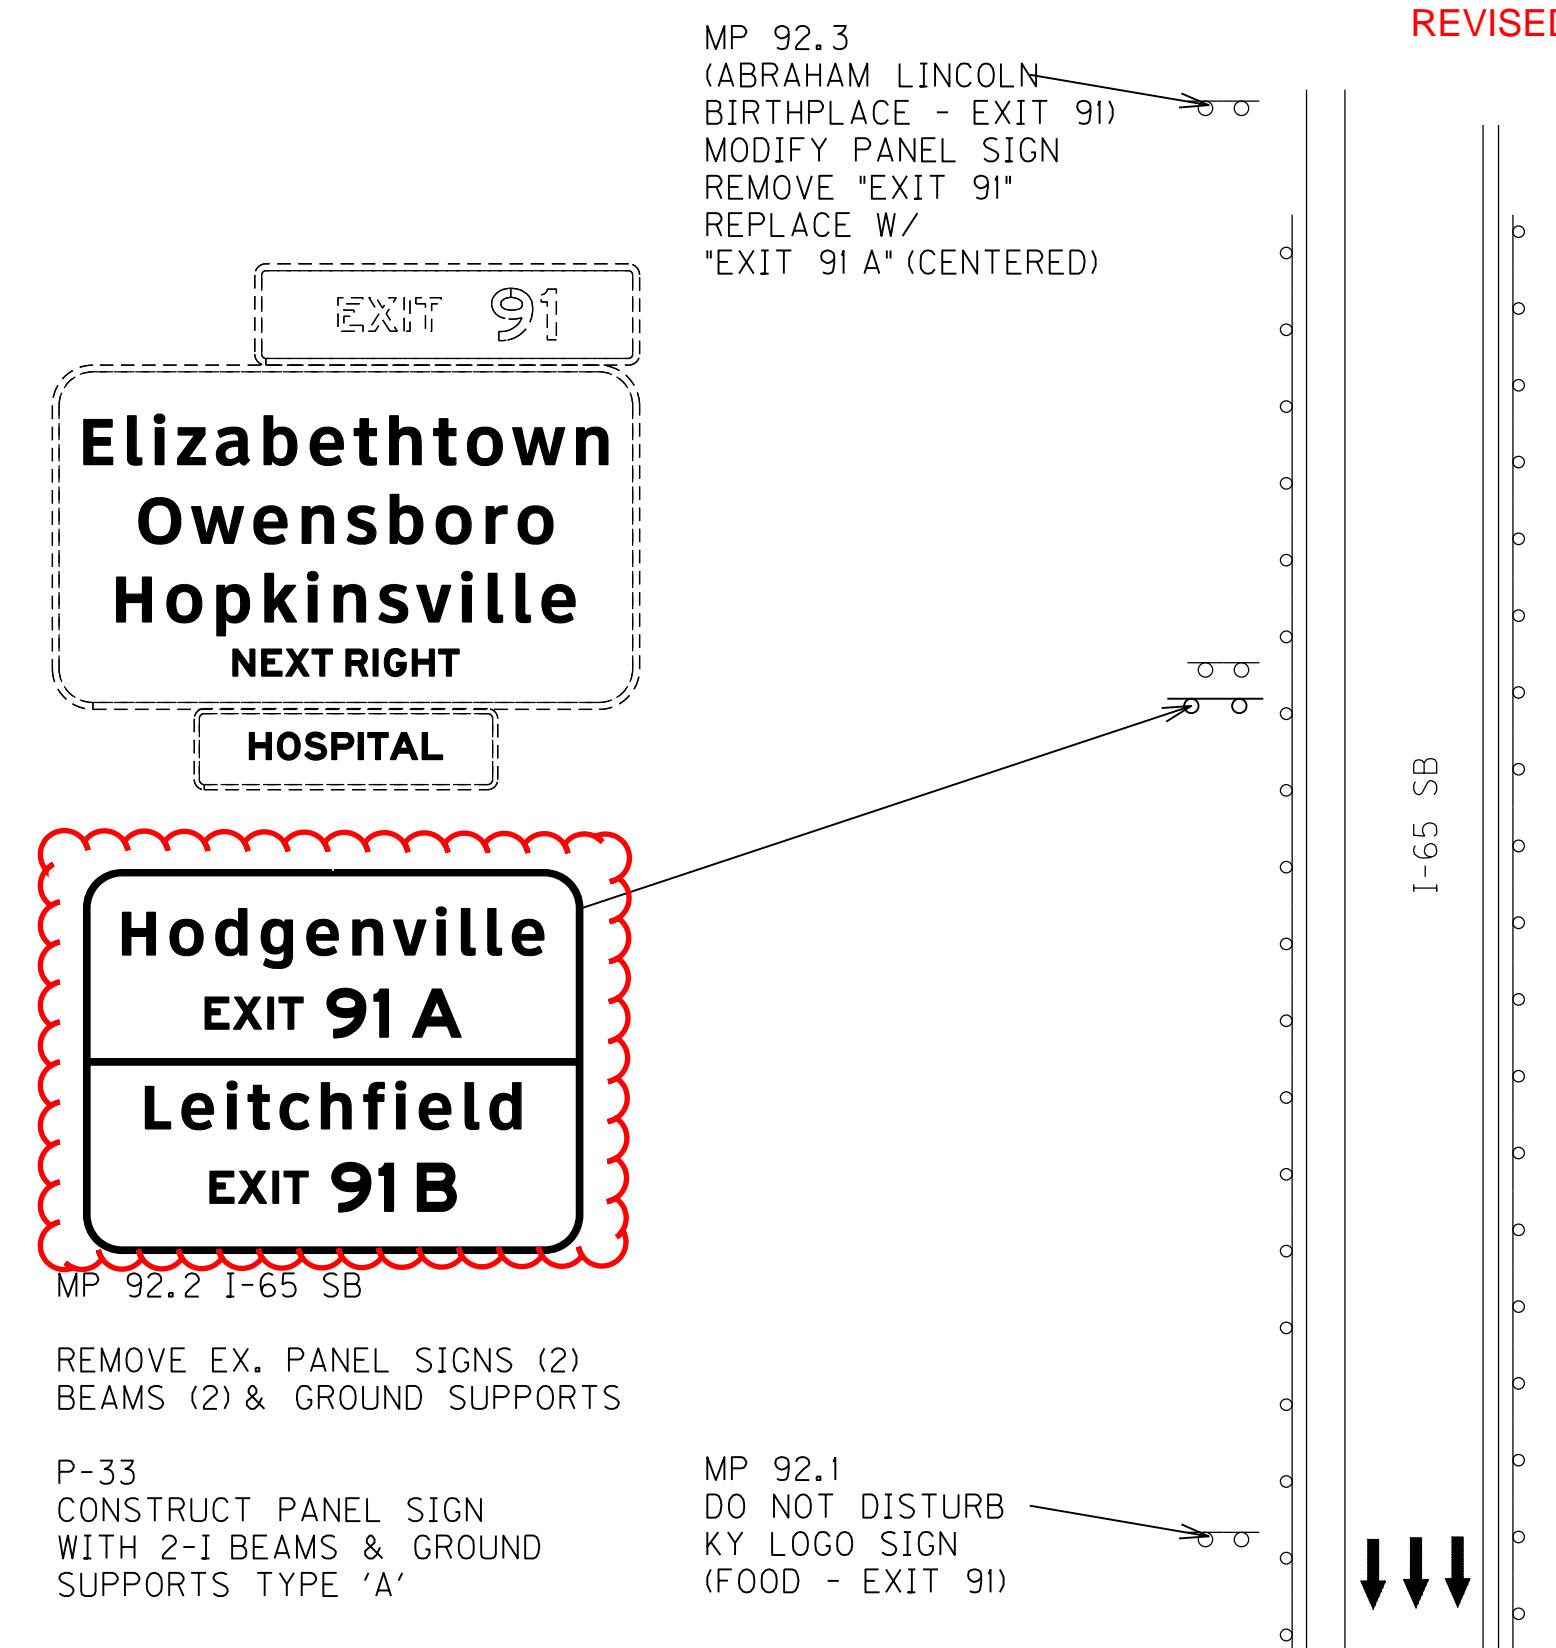 REVISED
MP 92.3
(ABRAHAM LINCOLN
BIRTHPLACE - EXIT 91)
MODIFY PANEL SIGN
REMOVE "EXIT 91"
REPLACE W/
"EXIT 91 A" (CENTERED)
EXIT 91
Elizabethtown
Owensboro
Hopkinsville
NEXT RIGHT
HOSPITAL
Hodgenville
EXIT 91 A
Leitchfield
EXIT 91 B
MP 92.2 I-65 SB
REMOVE EX. PANEL SIGNS (2)
BEAMS (2) & GROUND SUPPORTS
P-33
CONSTRUCT PANEL SIGN
WITH 2-I BEAMS & GROUND
SUPPORTS TYPE 'A'
MP 92.1
DO NOT DISTURB
KY LOGO SIGN
(FOOD - EXIT 91)
I-65 SB